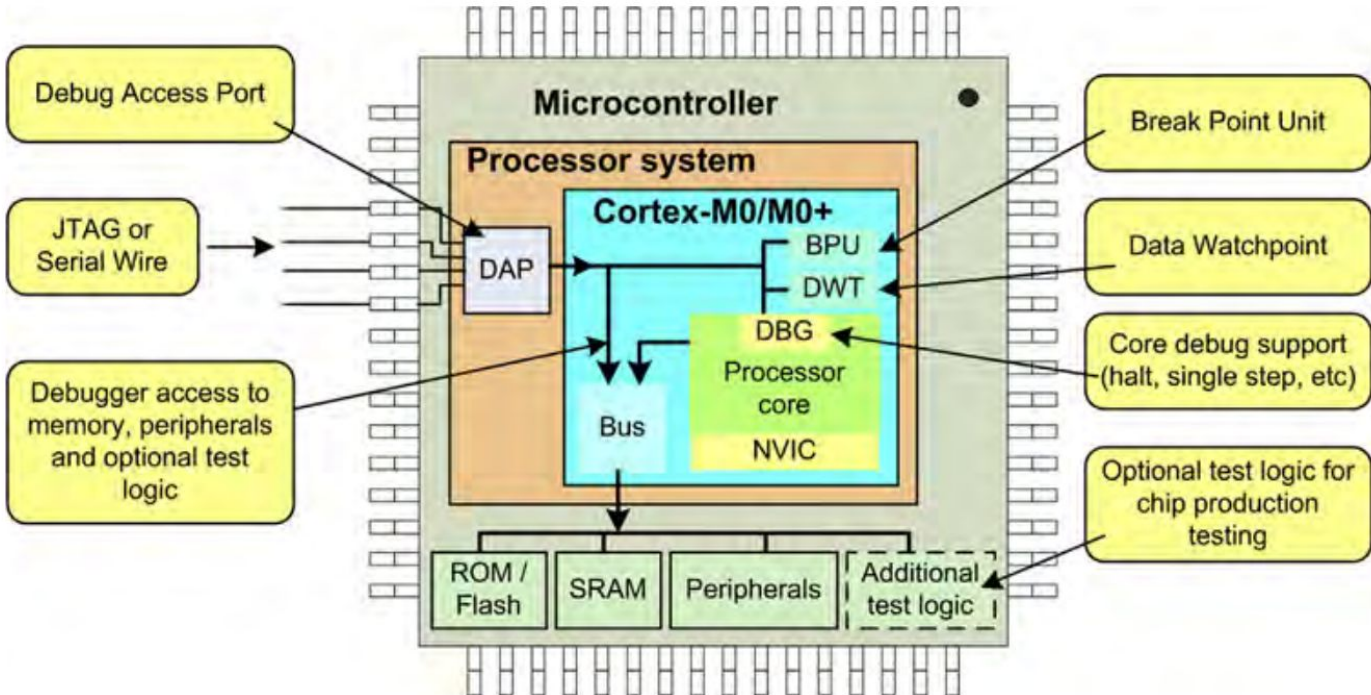 Debug Access Port
JTAG or
Serial Wire
Debugger access to
memory, peripherals
and optional test
logic
Microcontroller
Processor system
Cortex-M0/M0+
DAP
BPU
DWT
DBG
Processor
core
NVIC
Bus
ROM /
Flash
SRAM
Peripherals
Additional
test logic
Break Point Unit
Data Watchpoint
Core debug support
(halt, single step, etc)
Optional test logic for
chip production
testing